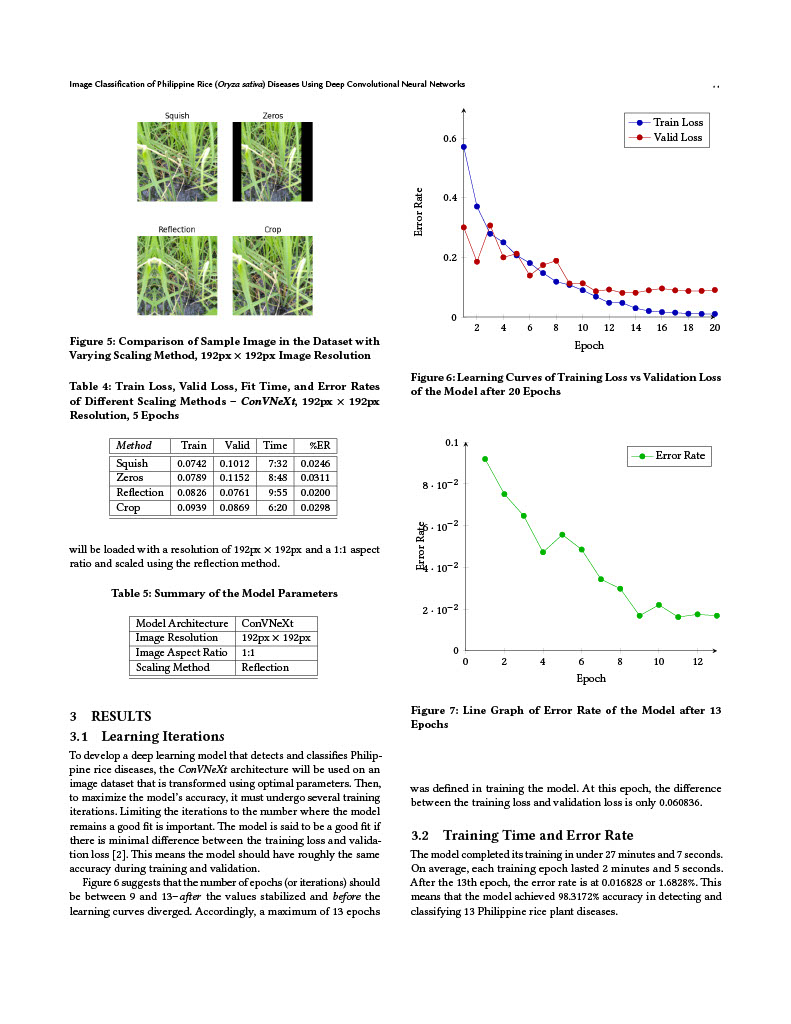 Image Classification of Philippine Rice (Oryza sativa) Diseases Using Deep Convolutional Neural Networks
, ,
Squish
Zeros
Reflection
Crop
Figure 5: Comparison of Sample Image in the Dataset with
Varying Scaling Method, 192px × 192px Image Resolution
Table 4: Train Loss, Valid Loss, Fit Time, and Error Rates
of Different Scaling Methods – ConVNeXt, 192px × 192px
Resolution, 5 Epochs
Method Train Valid Time %ER
Squish 0.0742 0.1012 7:32 0.0246
Zeros 0.0789 0.1152 8:48 0.0311
Reflection 0.0826 0.0761 9:55 0.0200
Crop 0.0939 0.0869 6:20 0.0298
will be loaded with a resolution of 192px × 192px and a 1:1 aspect
ratio and scaled using the reflection method.
Table 5: Summary of the Model Parameters
Model Architecture ConVNeXt
Image Resolution 192px × 192px
Image Aspect Ratio 1:1
Scaling Method Reflection
3 RESULTS
3.1 Learning Iterations
To develop a deep learning model that detects and classifies Philip-
pine rice diseases, the ConVNeXt architecture will be used on an
image dataset that is transformed using optimal parameters. Then,
to maximize the model's accuracy, it must undergo several training
iterations. Limiting the iterations to the number where the model
remains a good fit is important. The model is said to be a good fit if
there is minimal difference between the training loss and valida-
tion loss [2]. This means the model should have roughly the same
accuracy during training and validation.
Figure 6 suggests that the number of epochs (or iterations) should
be between 9 and 13–after the values stabilized and before the
learning curves diverged. Accordingly, a maximum of 13 epochs
Train Loss
Valid Loss
0.6
0.4
0.2
0
Error Rate
2 4 6 8 10 12 14 16 18 20
Epoch
Figure 6: Learning Curves of Training Loss vs Validation Loss
of the Model after 20 Epochs
Error Rate
0.1
8 · 10⁻²
6 · 10⁻²
4 · 10⁻²
2 · 10⁻²
0
Error Rate
0 2 4 6 8 10 12
Epoch
Figure 7: Line Graph of Error Rate of the Model after 13
Epochs
was defined in training the model. At this epoch, the difference
between the training loss and validation loss is only 0.060836.
3.2 Training Time and Error Rate
The model completed its training in under 27 minutes and 7 seconds.
On average, each training epoch lasted 2 minutes and 5 seconds.
After the 13th epoch, the error rate is at 0.016828 or 1.6828%. This
means that the model achieved 98.3172% accuracy in detecting and
classifying 13 Philippine rice plant diseases.